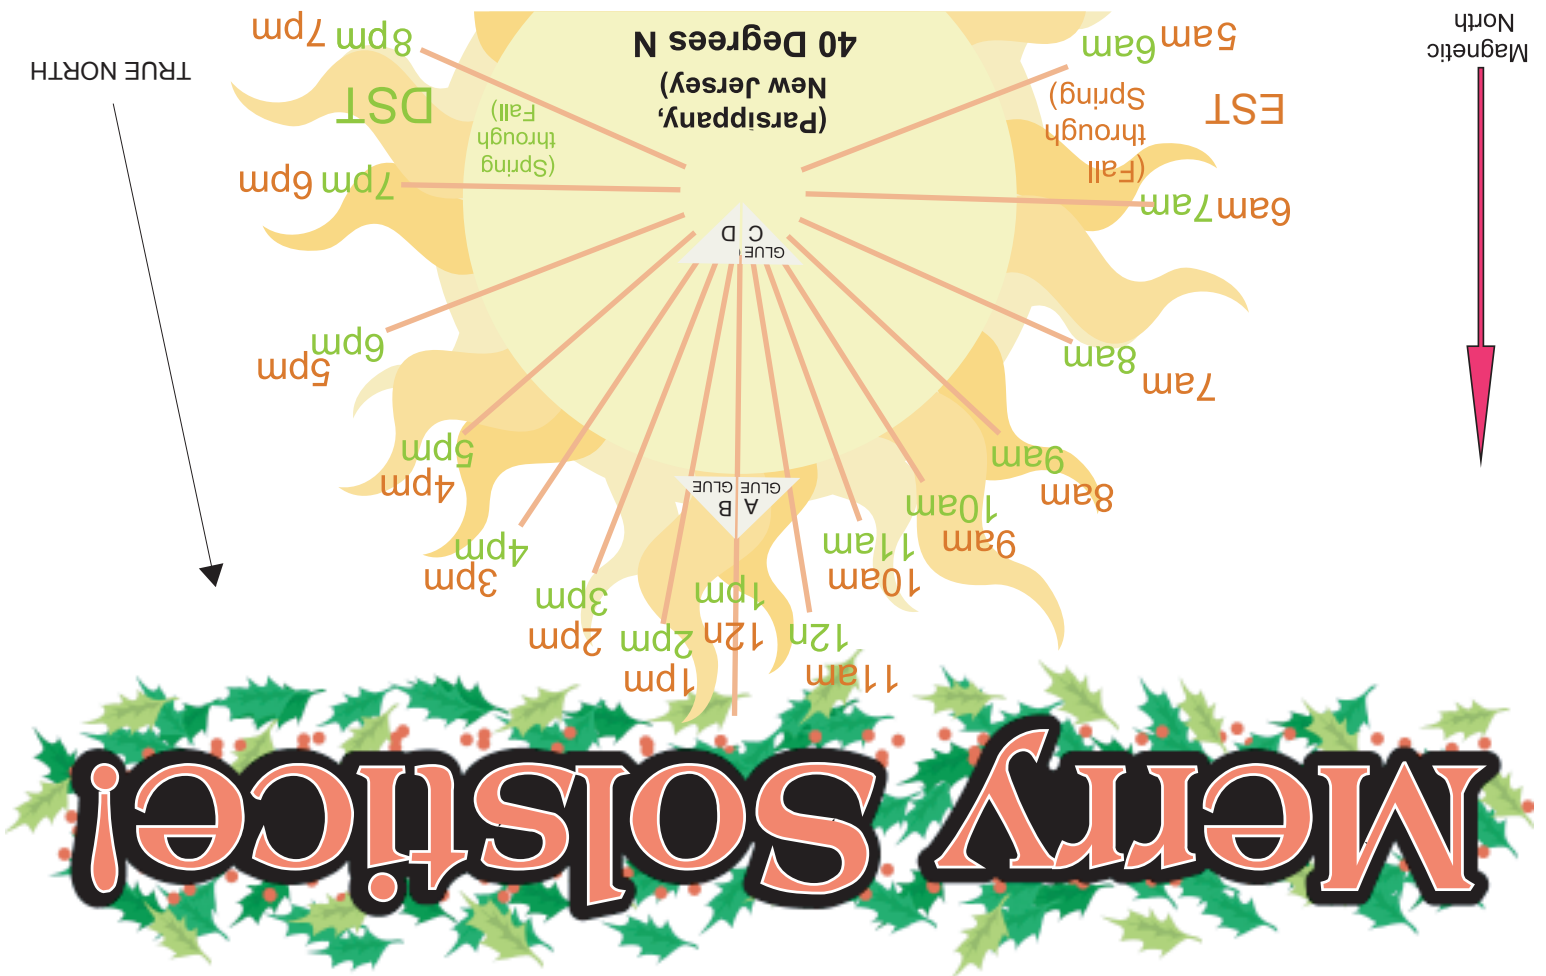 Merry Solstice!
11am
1pm
12n
12n
2pm
2pm
10am
1pm
3pm
3pm
9am
11am
4pm
8am
10am
A B
GLUE GLUE
4pm
9am
5pm
7am
8am
5pm
6pm
GLUE
C D
6am 7am
7pm 6pm
(Fall
through
Spring)
EST
(Spring
through
Fall)
DST
(Parsippany,
New Jersey)
40 Degrees N
5am 6am
8pm 7pm
Magnetic
North
TRUE NORTH